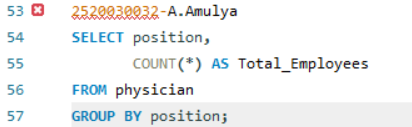 53 2520030032-A.Amulya
54 SELECT position,
55 COUNT(*) AS Total_Employees
56 FROM physician
57 GROUP BY position;